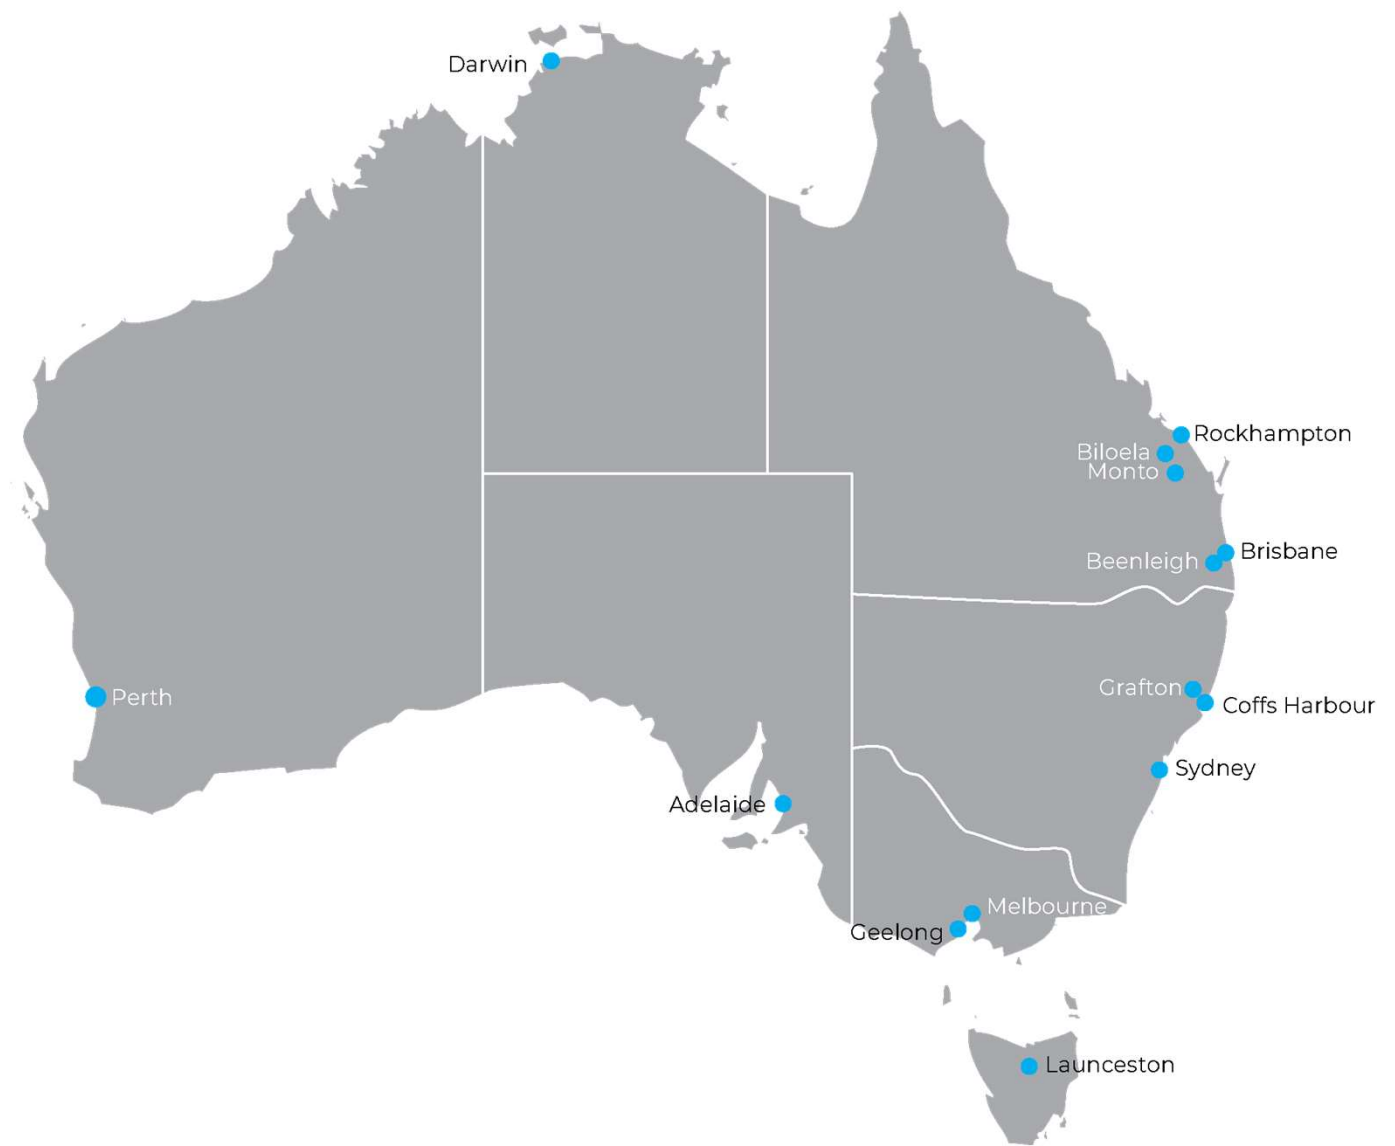 Darwin
Rockhampton
Biloela
Monto
Brisbane
Beenleigh
Grafton
Perth
Coffs Harbour
Sydney
Adelaide
Melbourne
Geelong
Launceston